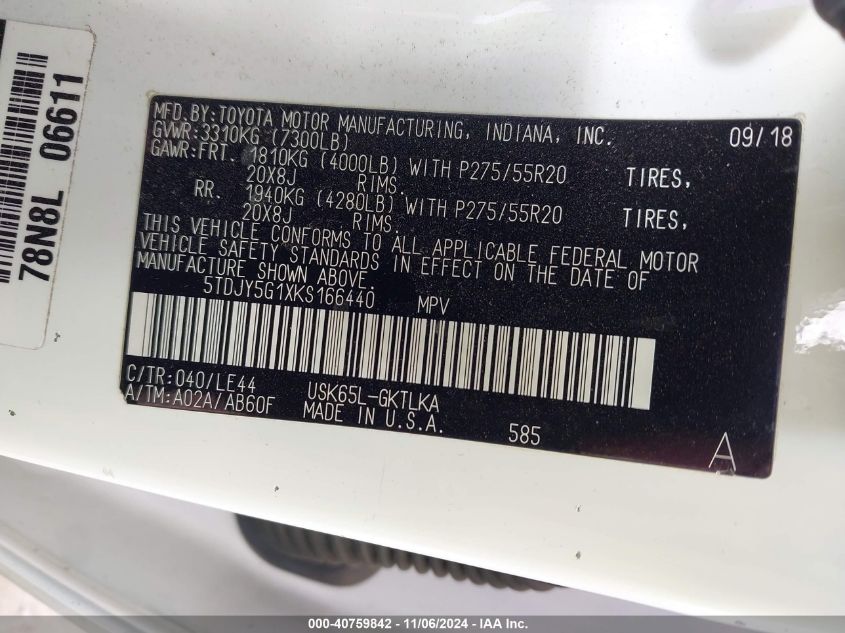 78N8L 06611
MFD. BY: TOYOTA MOTOR MANUFACTURING, INDIANA, INC. 09/18
GVWR: 3310KG (7300LB)
GAWR: FRT. 1810KG (4000LB) WITH P275/55R20 TIRES,
20X8J RIMS.
RR. 1940KG (4280LB) WITH P275/55R20 TIRES,
20X8J RIMS.
THIS VEHICLE CONFORMS TO ALL APPLICABLE FEDERAL MOTOR
VEHICLE SAFETY STANDARDS IN EFFECT ON THE DATE OF
MANUFACTURE SHOWN ABOVE.
5TDJY5G1XKS166440 MPV
C/TR: 040/LE44 USK65L-GKTLKA
A/TM: A02A/AB60F MADE IN U.S.A. 585
A
000-40759842 - 11/06/2024 - IAA Inc.